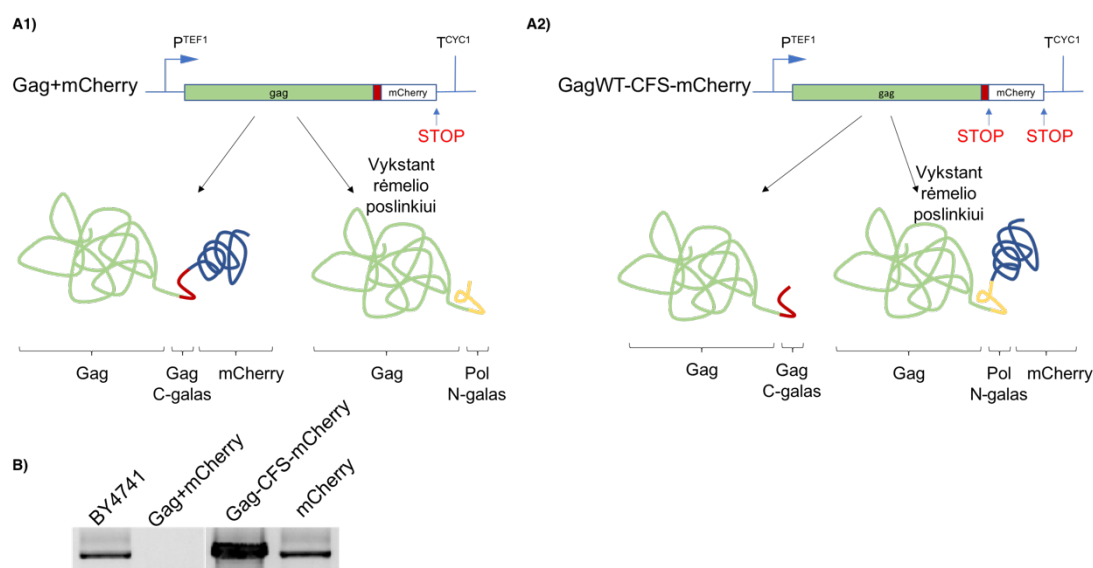 A1)
P^TEF1
T^CYC1
Gag+mCherry
gag
mCherry
STOP
Vykstant
rėmelio
poslinkiui
Gag
Gag
C-galas
mCherry
Gag
Pol
N-galas
A2)
P^TEF1
T^CYC1
GagWT-CFS-mCherry
gag
mCherry
STOP
STOP
Vykstant
rėmelio
poslinkiui
Gag
Gag
C-galas
Gag
Pol
N-galas
mCherry
B)
BY4741
Gag+mCherry
Gag-CFS-mCherry
mCherry